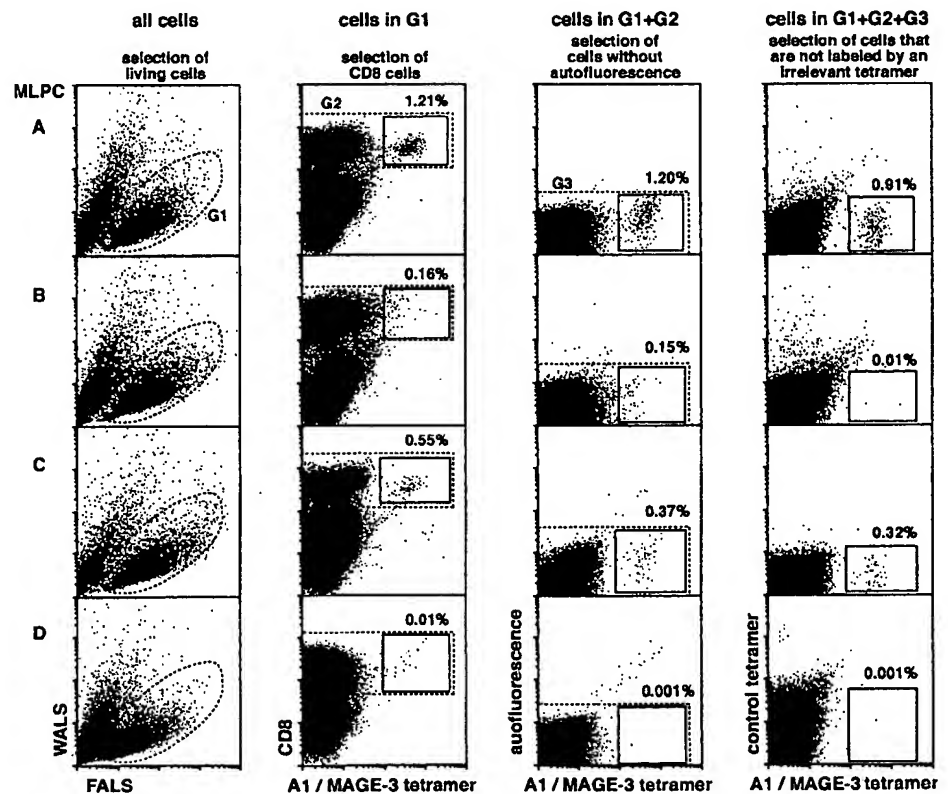 all cells
cells in G1
cells in G1+G2
cells in G1+G2+G3
selection of
living cells
selection of
CD8 cells
selection of
cells without
autofluorescence
selection of cells that
are not labeled by an
irrelevant tetramer
MLPC
A
G1
G2
1.21%
G3
1.20%
0.91%
B
0.16%
0.15%
0.01%
C
0.55%
0.37%
0.32%
D
0.01%
0.001%
0.001%
WALS
CD8
auofluorescence
control tetramer
FALS
A1 / MAGE-3 tetramer
A1 / MAGE-3 tetramer
A1 / MAGE-3 tetramer